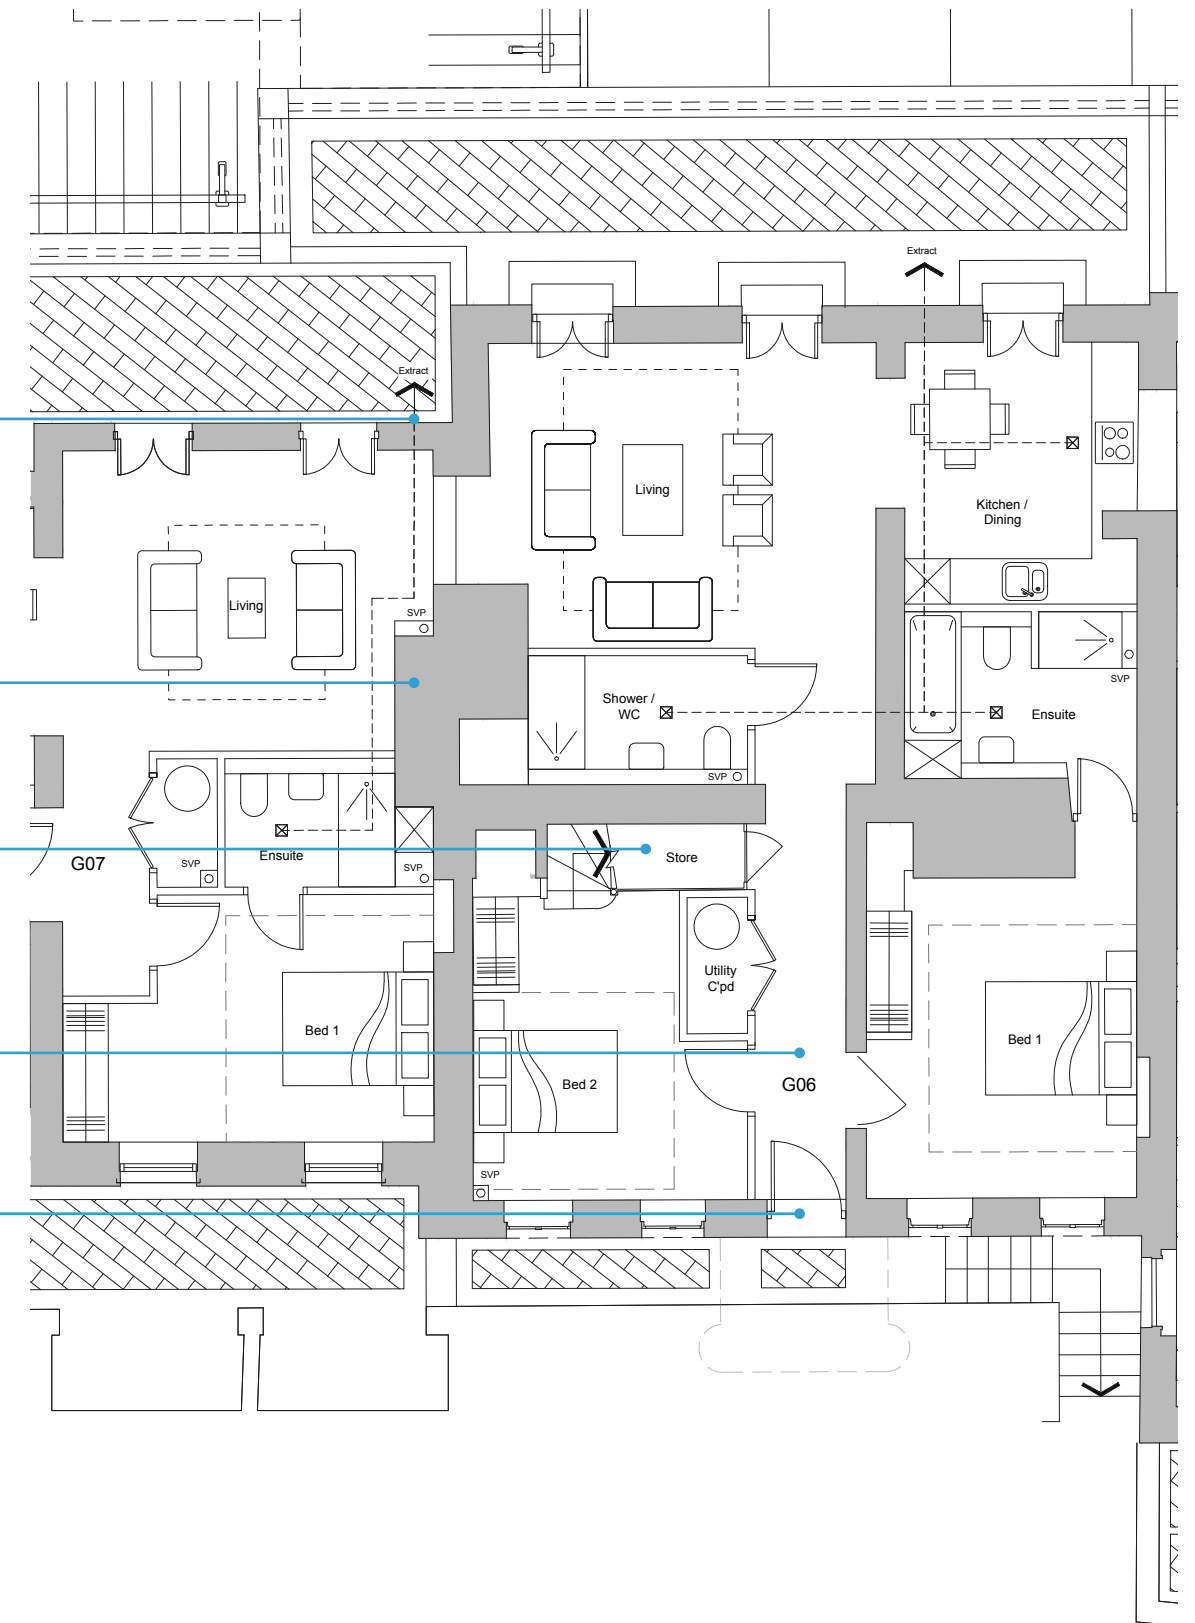 Extract
Extract
Living
Kitchen /
Dining
Living
SVP
Shower /
WC
SVP
SVP
Ensuite
Ensuite
SVP
SVP
G07
Store
Utility
C'pd
Bed 1
Bed 2
G06
Bed 1
SVP